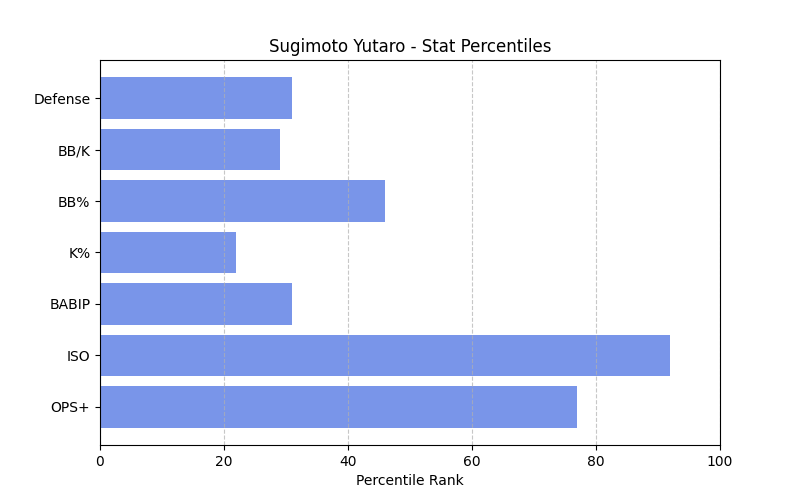 Sugimoto Yutaro - Stat Percentiles
Defense
BB/K
BB%
K%
BABIP
ISO
OPS+
0 20 40 60 80 100
Percentile Rank